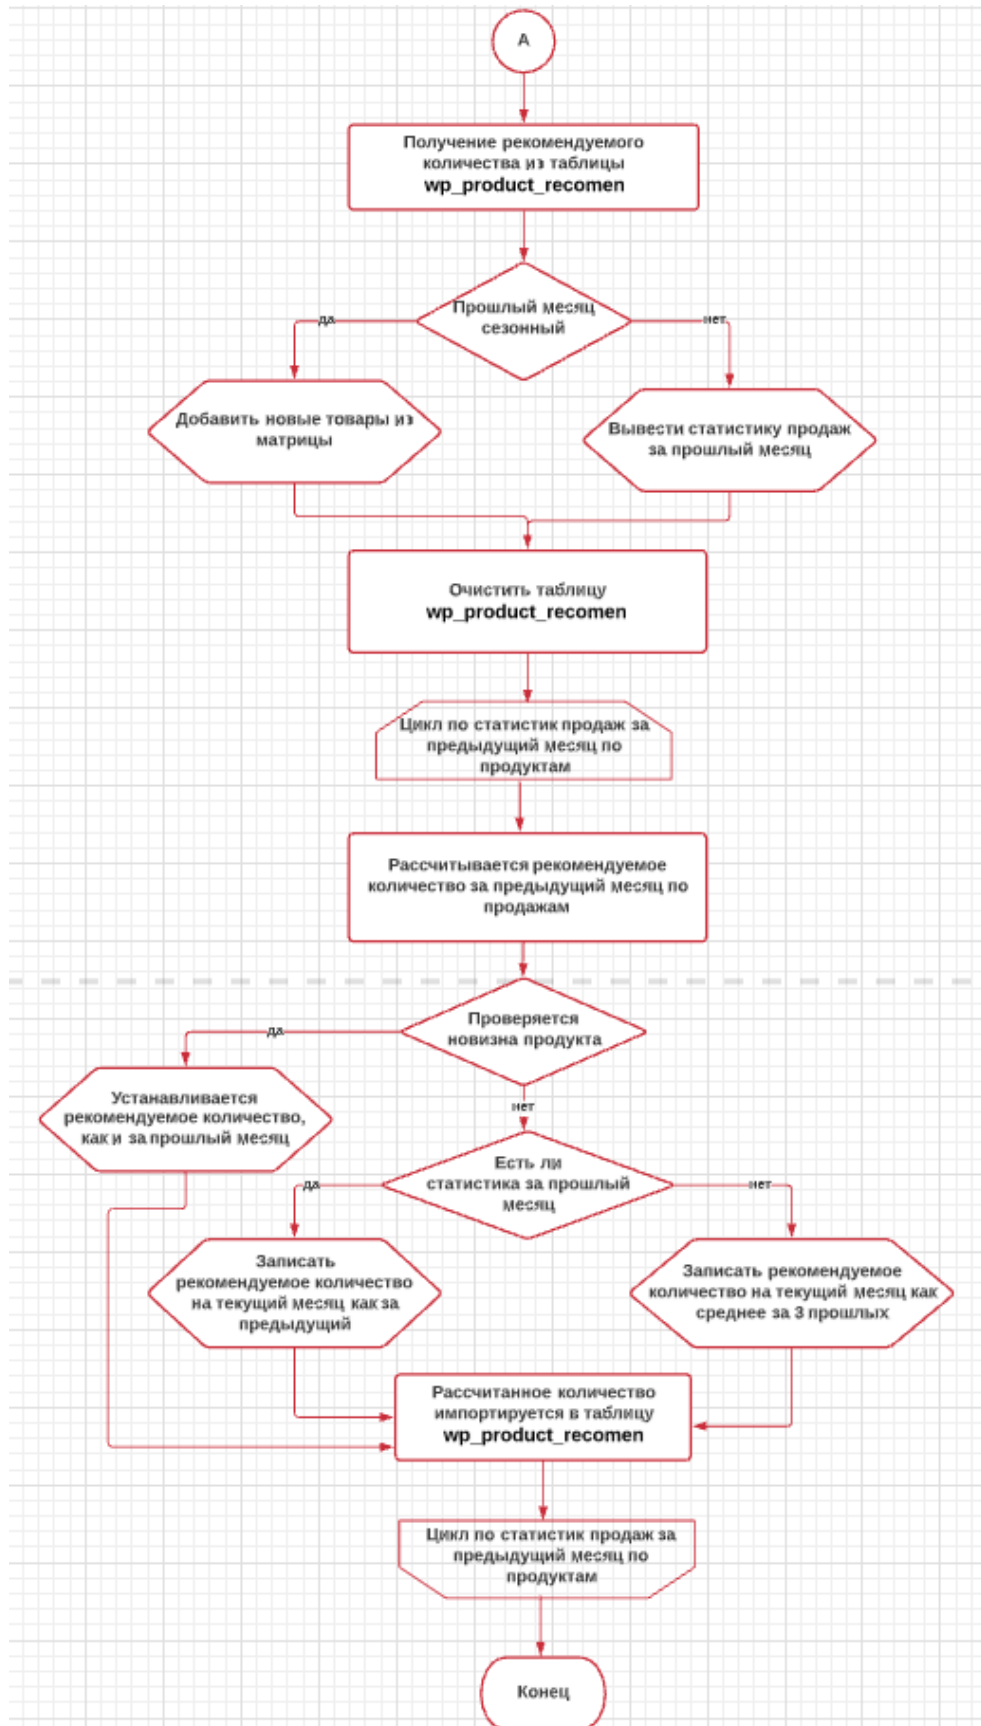 А
Получение рекомендуемого
количества из таблицы
wp_product_recomen
Прошлый месяц
сезонный
да
нет
Добавить новые товары из
матрицы
Вывести статистику продаж
за прошлый месяц
Очистить таблицу
wp_product_recomen
Цикл по статистик продаж за
предыдущий месяц по
продуктам
Рассчитывается рекомендуемое
количество за предыдущий месяц по
продажам
Проверяется
новизна продукта
да
нет
Устанавливается
рекомендуемое количество,
как и за прошлый месяц
Есть ли
статистика за прошлый
месяц
да
нет
Записать
рекомендуемое количество
на текущий месяц как за
предыдущий
Записать рекомендуемое
количество на текущий месяц как
среднее за 3 прошлых
Рассчитанное количество
импортируется в таблицу
wp_product_recomen
Цикл по статистик продаж за
предыдущий месяц по
продуктам
Конец